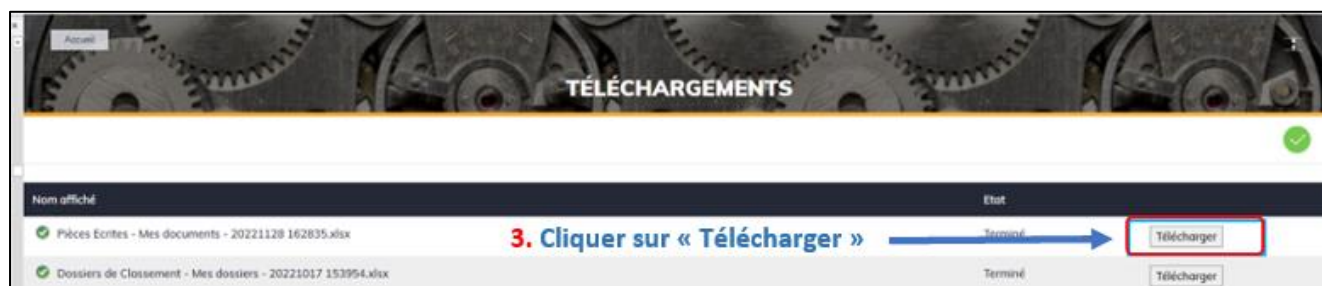 Accueil
TÉLÉCHARGEMENTS
Nom affiché Etat
Pièces Ecrites - Mes documents - 20221128 162835.xlsx Terminé Télécharger
3. Cliquer sur « Télécharger »
Dossiers de Classement - Mes dossiers - 20221017 153954.xlsx Terminé Télécharger